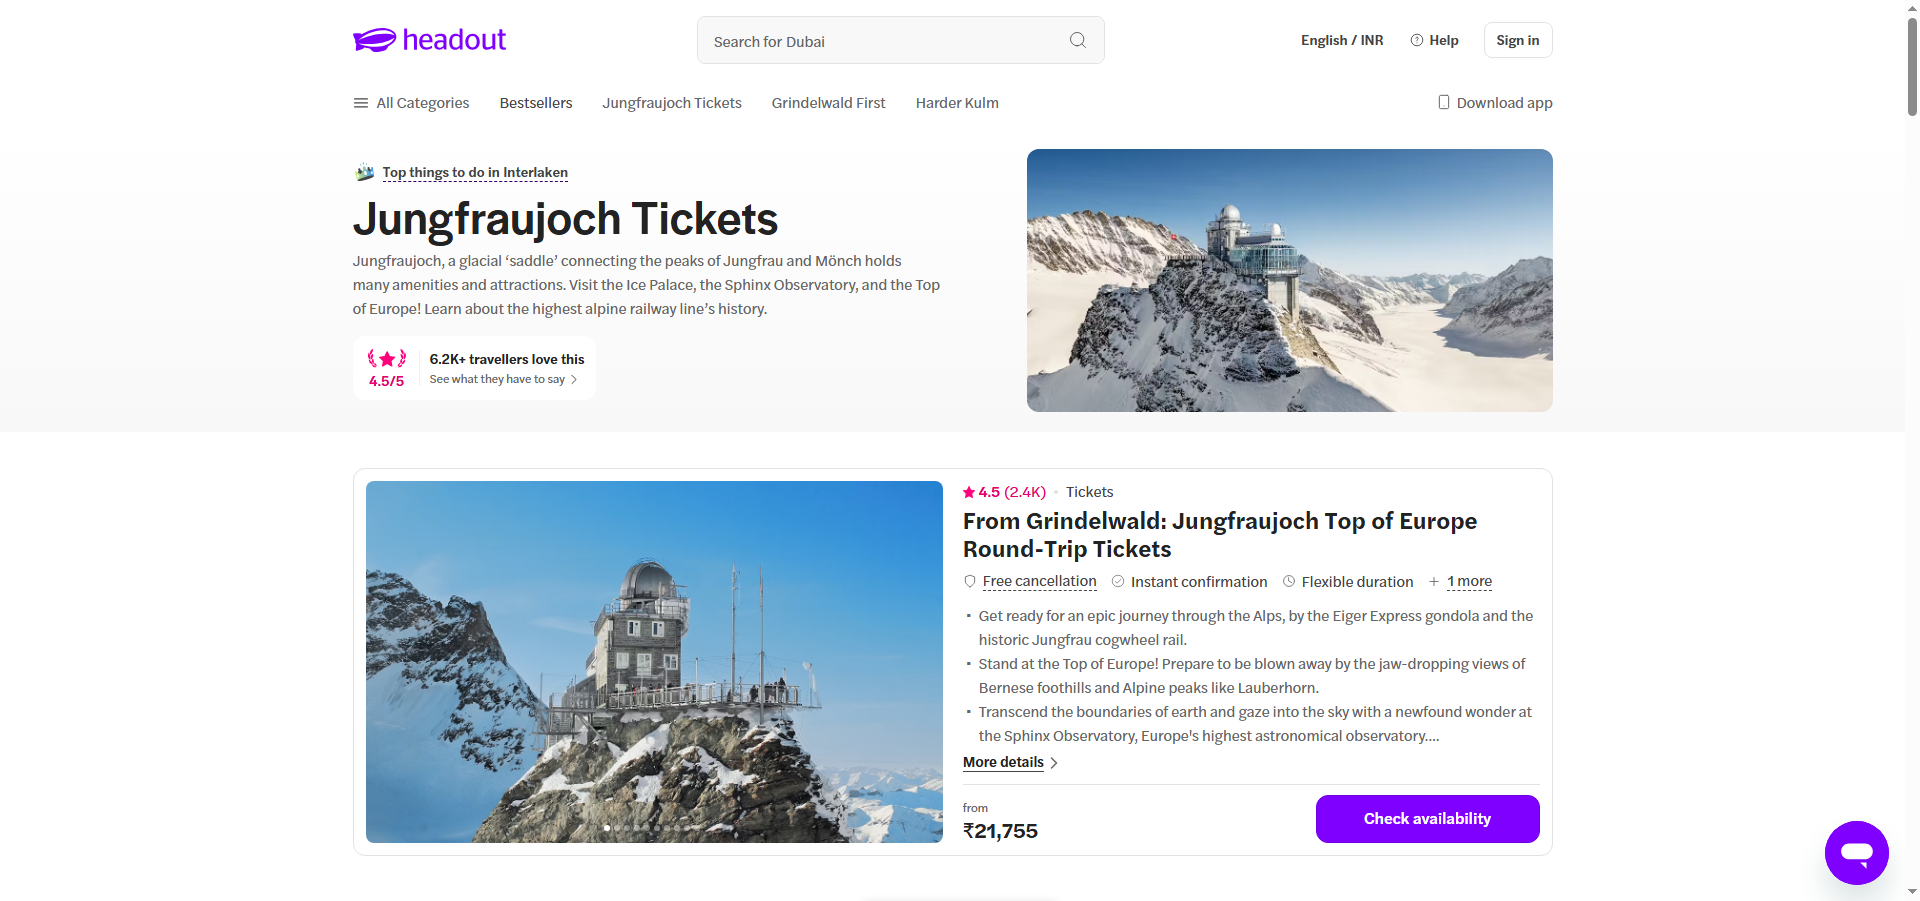 headout
Search for Dubai
English / INR
Help
Sign in
All Categories
Bestsellers
Jungfraujoch Tickets
Grindelwald First
Harder Kulm
Download app
Top things to do in Interlaken
Jungfraujoch Tickets
Jungfraujoch, a glacial ‘saddle’ connecting the peaks of Jungfrau and Mönch holds
many amenities and attractions. Visit the Ice Palace, the Sphinx Observatory, and the Top
of Europe! Learn about the highest alpine railway line’s history.
4.5/5
6.2K+ travellers love this
See what they have to say
4.5 (2.4K) • Tickets
From Grindelwald: Jungfraujoch Top of Europe
Round-Trip Tickets
Free cancellation
Instant confirmation
Flexible duration
+ 1 more
Get ready for an epic journey through the Alps, by the Eiger Express gondola and the
historic Jungfrau cogwheel rail.
Stand at the Top of Europe! Prepare to be blown away by the jaw-dropping views of
Bernese foothills and Alpine peaks like Lauberhorn.
Transcend the boundaries of earth and gaze into the sky with a newfound wonder at
the Sphinx Observatory, Europe's highest astronomical observatory....
More details
from
₹21,755
Check availability